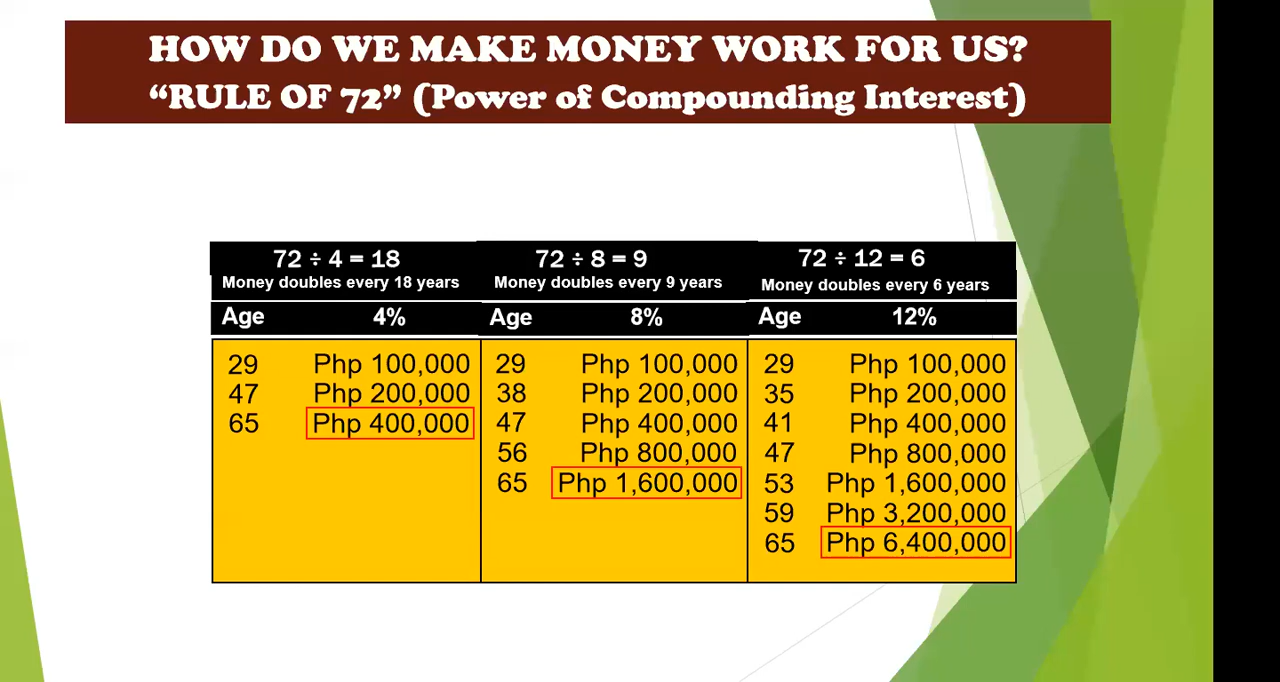 HOW DO WE MAKE MONEY WORK FOR US?
“RULE OF 72” (Power of Compounding Interest)
72 ÷ 4 = 18 72 ÷ 8 = 9 72 ÷ 12 = 6
Money doubles every 18 years Money doubles every 9 years Money doubles every 6 years
Age 4% Age 8% Age 12%
29 Php 100,000 29 Php 100,000 29 Php 100,000
47 Php 200,000 38 Php 200,000 35 Php 200,000
65 Php 400,000 47 Php 400,000 41 Php 400,000
56 Php 800,000 47 Php 800,000
65 Php 1,600,000 53 Php 1,600,000
59 Php 3,200,000
65 Php 6,400,000